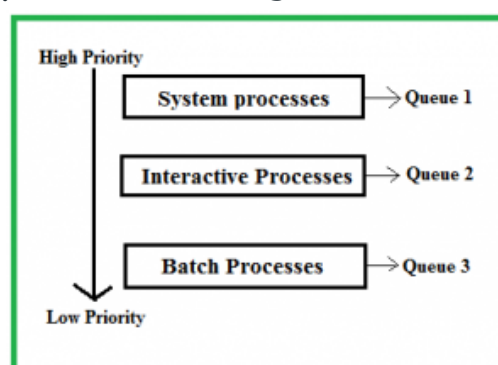 High Priority
System processes
Queue 1
Interactive Processes
Queue 2
Batch Processes
Queue 3
Low Priority